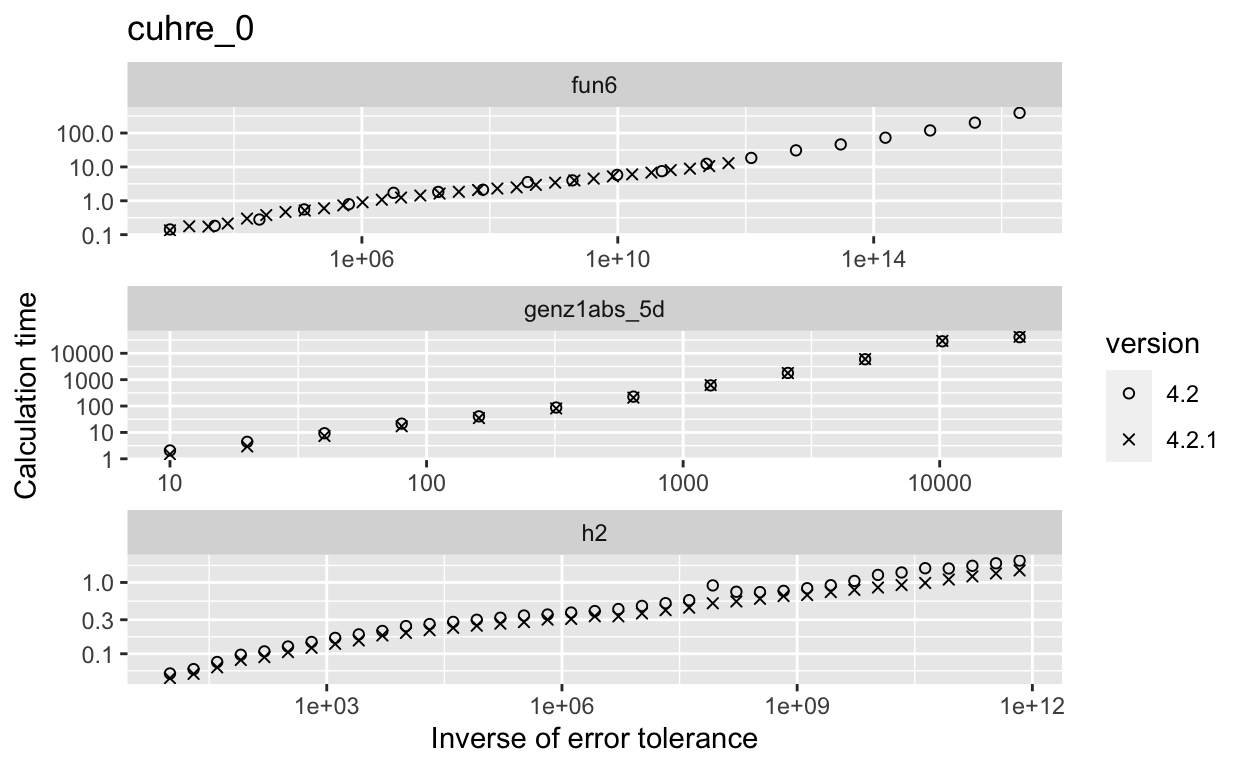 cuhre_0
fun6
100.0
10.0
1.0
0.1
1e+06 1e+10 1e+14
genz1abs_5d
10000
1000
100
10
1
10 100 1000 10000
h2
1.0
0.3
0.1
1e+03 1e+06 1e+09 1e+12
Inverse of error tolerance
Calculation time
version
4.2
4.2.1